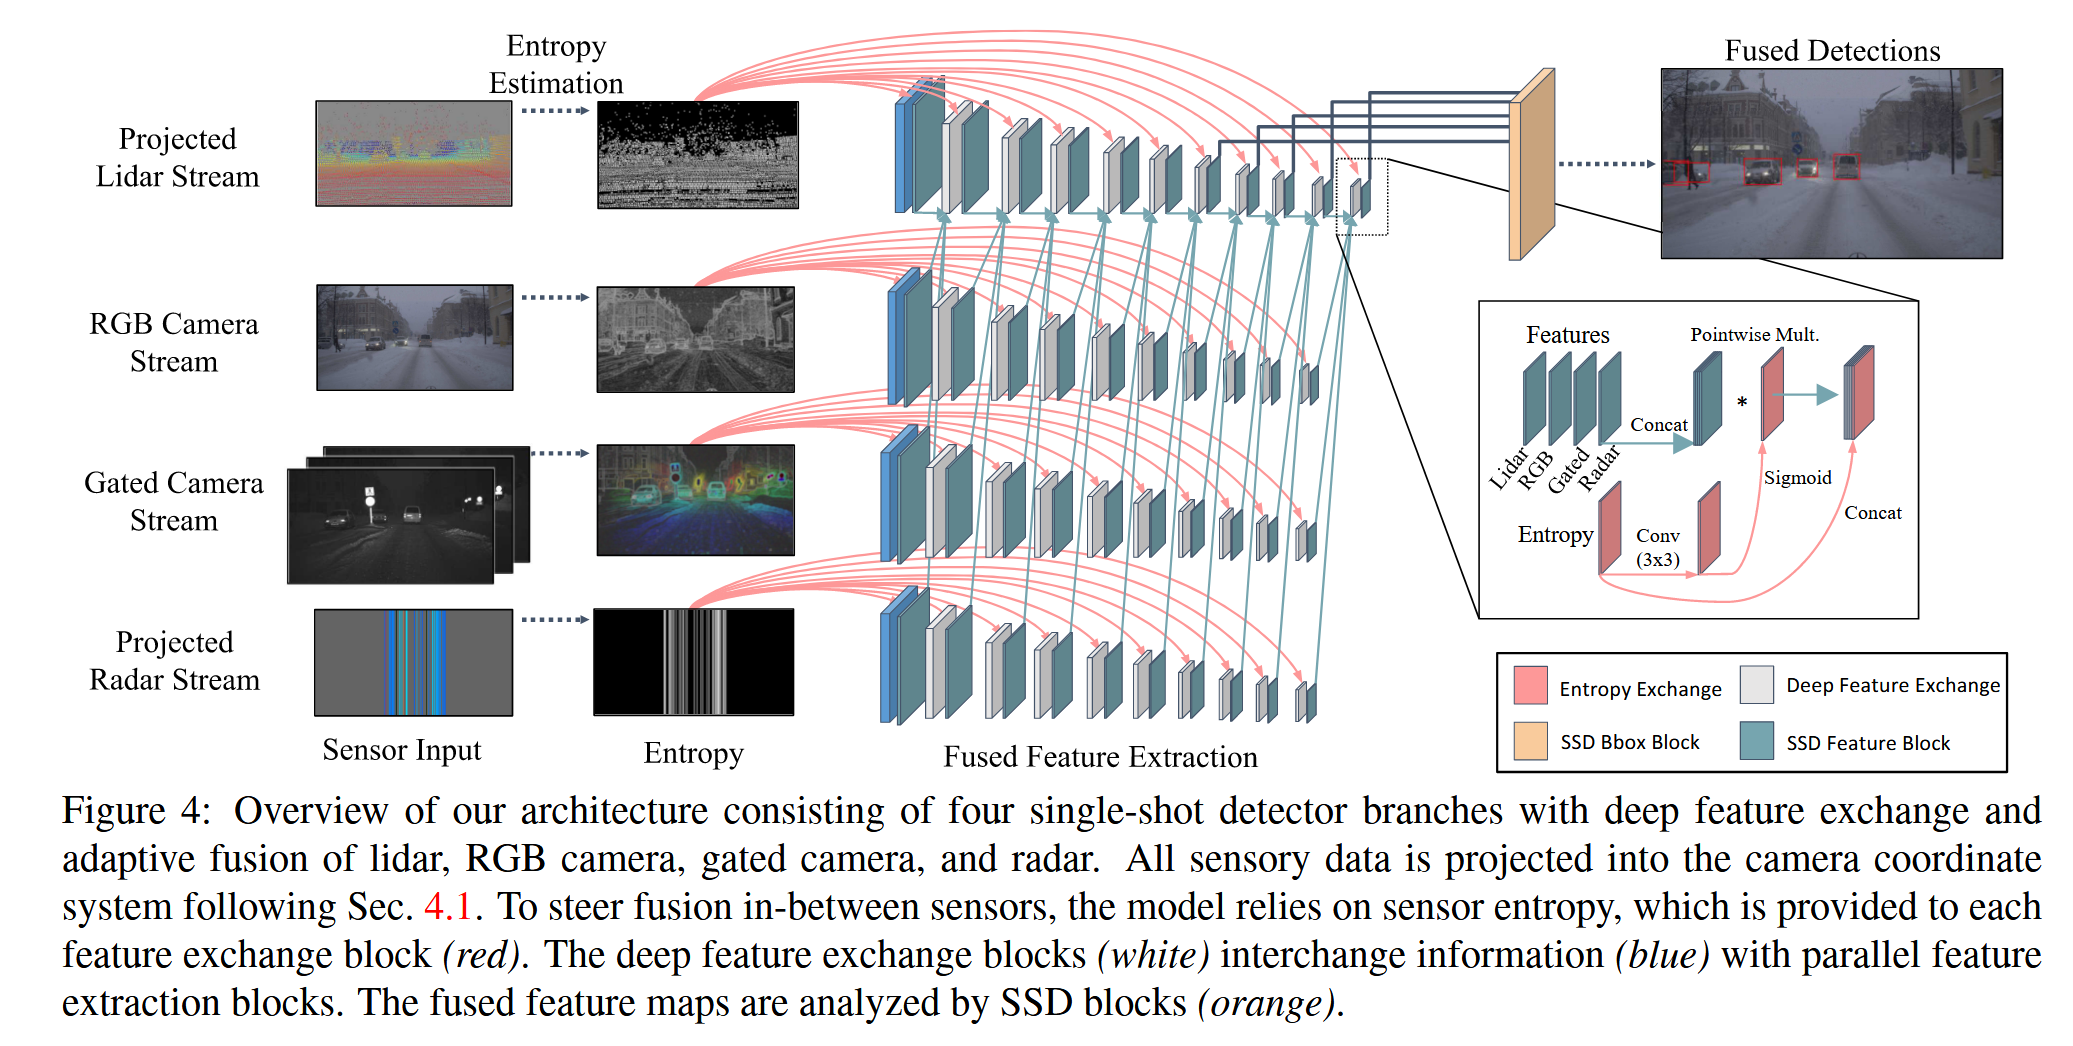 Entropy
Estimation
Fused Detections
Projected
Lidar Stream
RGB Camera
Stream
Gated Camera
Stream
Projected
Radar Stream
Sensor Input
Entropy
Fused Feature Extraction
Features
Pointwise Mult.
*
Concat
Lidar
RGB
Gated
Radar
Sigmoid
Concat
Entropy
Conv
(3x3)
Entropy Exchange
Deep Feature Exchange
SSD Bbox Block
SSD Feature Block
Figure 4: Overview of our architecture consisting of four single-shot detector branches with deep feature exchange and
adaptive fusion of lidar, RGB camera, gated camera, and radar. All sensory data is projected into the camera coordinate
system following Sec. 4.1. To steer fusion in-between sensors, the model relies on sensor entropy, which is provided to each
feature exchange block (red). The deep feature exchange blocks (white) interchange information (blue) with parallel feature
extraction blocks. The fused feature maps are analyzed by SSD blocks (orange).